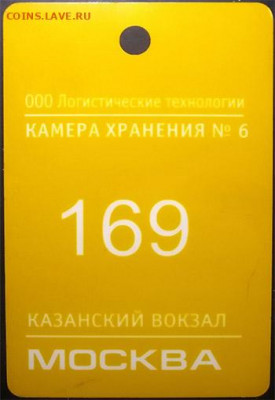 COINS.LAVE.RU
ООО Логистические технологии
КАМЕРА ХРАНЕНИЯ № 6
169
КАЗАНСКИЙ ВОКЗАЛ
МОСКВА